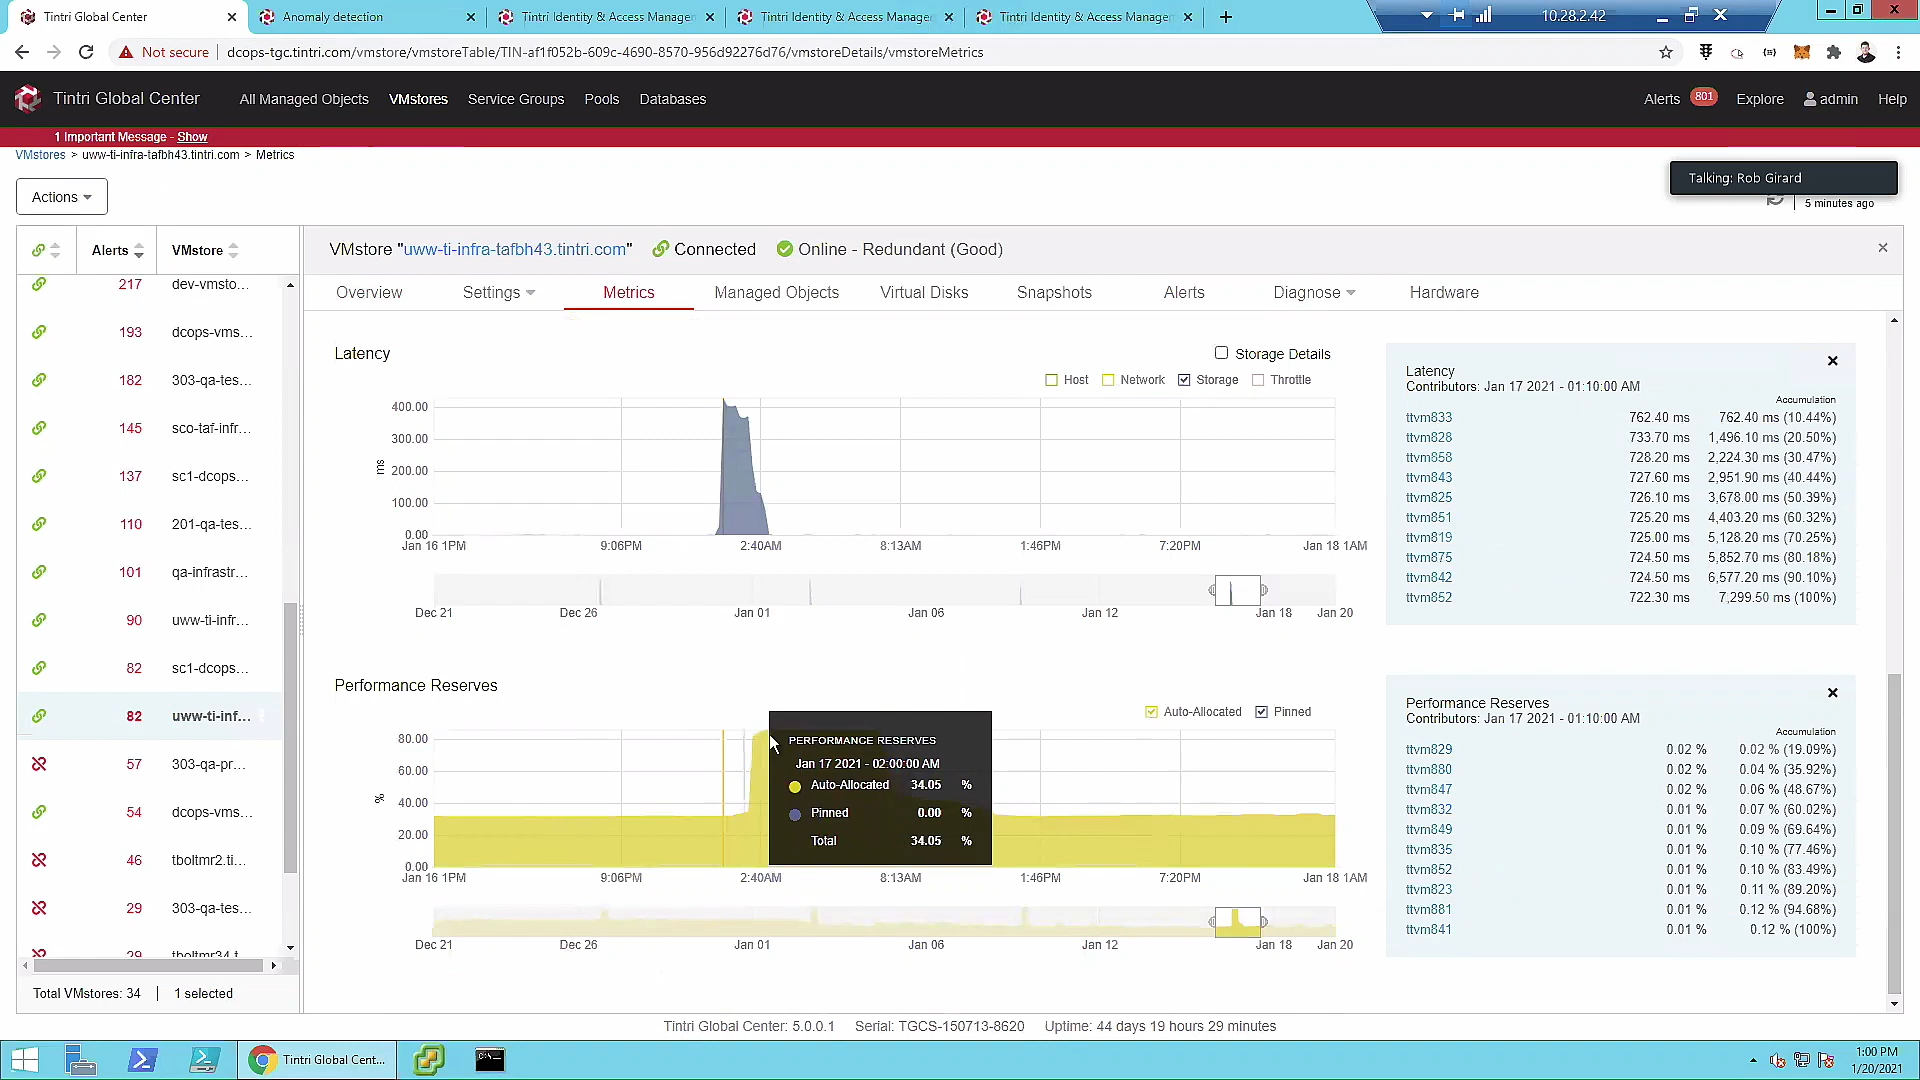 Tintri Global Center
Anomaly detection
Tintri Identity & Access Manager
Tintri Identity & Access Manager
Tintri Identity & Access Manager
10.28.2.42
Not secure
dcops-tgc.tintri.com/vmstore/vmstoreTable/TIN-af1f052b-609c-4690-8570-956d92276d76/vmstoreDetails/vmstoreMetrics
Tintri Global Center
All Managed Objects
VMstores
Service Groups
Pools
Databases
Alerts 801
Explore
admin
Help
1 Important Message - Show
VMstores > uww-ti-infra-tafbh43.tintri.com > Metrics
Talking: Rob Girard
Actions
5 minutes ago
Alerts
VMstore
VMstore "uww-ti-infra-tafbh43.tintri.com"
Connected
Online - Redundant (Good)
Overview
Settings
Metrics
Managed Objects
Virtual Disks
Snapshots
Alerts
Diagnose
Hardware
217 dev-vmsto...
193 dcops-vms...
182 303-qa-tes...
145 sco-taf-infr...
137 sc1-dcops...
110 201-qa-tes...
101 qa-infrastr...
90 uww-ti-infr...
82 sc1-dcops...
82 uww-ti-inf...
57 303-qa-pr...
54 dcops-vms...
46 tboltmr2.ti...
29 303-qa-tes...
29 tboltmr34.t
Total VMstores: 34 | 1 selected
Latency
Storage Details
Host Network Storage Throttle
400.00
300.00
200.00
100.00
0.00
ms
Jan 16 1PM 9:06PM 2:40AM 8:13AM 1:46PM 7:20PM Jan 18 1AM
Dec 21 Dec 26 Jan 01 Jan 06 Jan 12 Jan 18 Jan 20
Latency
Contributors: Jan 17 2021 - 01:10:00 AM
Accumulation
ttvm833 762.40 ms 762.40 ms (10.44%)
ttvm828 733.70 ms 1,496.10 ms (20.50%)
ttvm858 728.20 ms 2,224.30 ms (30.47%)
ttvm843 727.60 ms 2,951.90 ms (40.44%)
ttvm825 726.10 ms 3,678.00 ms (50.39%)
ttvm851 725.20 ms 4,403.20 ms (60.32%)
ttvm819 725.00 ms 5,128.20 ms (70.25%)
ttvm875 724.50 ms 5,852.70 ms (80.18%)
ttvm842 724.50 ms 6,577.20 ms (90.10%)
ttvm852 722.30 ms 7,299.50 ms (100%)
Performance Reserves
Auto-Allocated Pinned
80.00
60.00
40.00
20.00
0.00
%
PERFORMANCE RESERVES
Jan 17 2021 - 02:00:00 AM
Auto-Allocated 34.05 %
Pinned 0.00 %
Total 34.05 %
Jan 16 1PM 9:06PM 2:40AM 8:13AM 1:46PM 7:20PM Jan 18 1AM
Dec 21 Dec 26 Jan 01 Jan 06 Jan 12 Jan 18 Jan 20
Performance Reserves
Contributors: Jan 17 2021 - 01:10:00 AM
Accumulation
ttvm829 0.02 % 0.02 % (19.09%)
ttvm880 0.02 % 0.04 % (35.92%)
ttvm847 0.02 % 0.06 % (48.67%)
ttvm832 0.01 % 0.07 % (60.02%)
ttvm849 0.01 % 0.09 % (69.64%)
ttvm835 0.01 % 0.10 % (77.46%)
ttvm852 0.01 % 0.10 % (83.49%)
ttvm823 0.01 % 0.11 % (89.20%)
ttvm881 0.01 % 0.12 % (94.68%)
ttvm841 0.01 % 0.12 % (100%)
Tintri Global Center: 5.0.0.1 Serial: TGCS-150713-8620 Uptime: 44 days 19 hours 29 minutes
Tintri Global Cent...
1:00 PM
1/20/2021